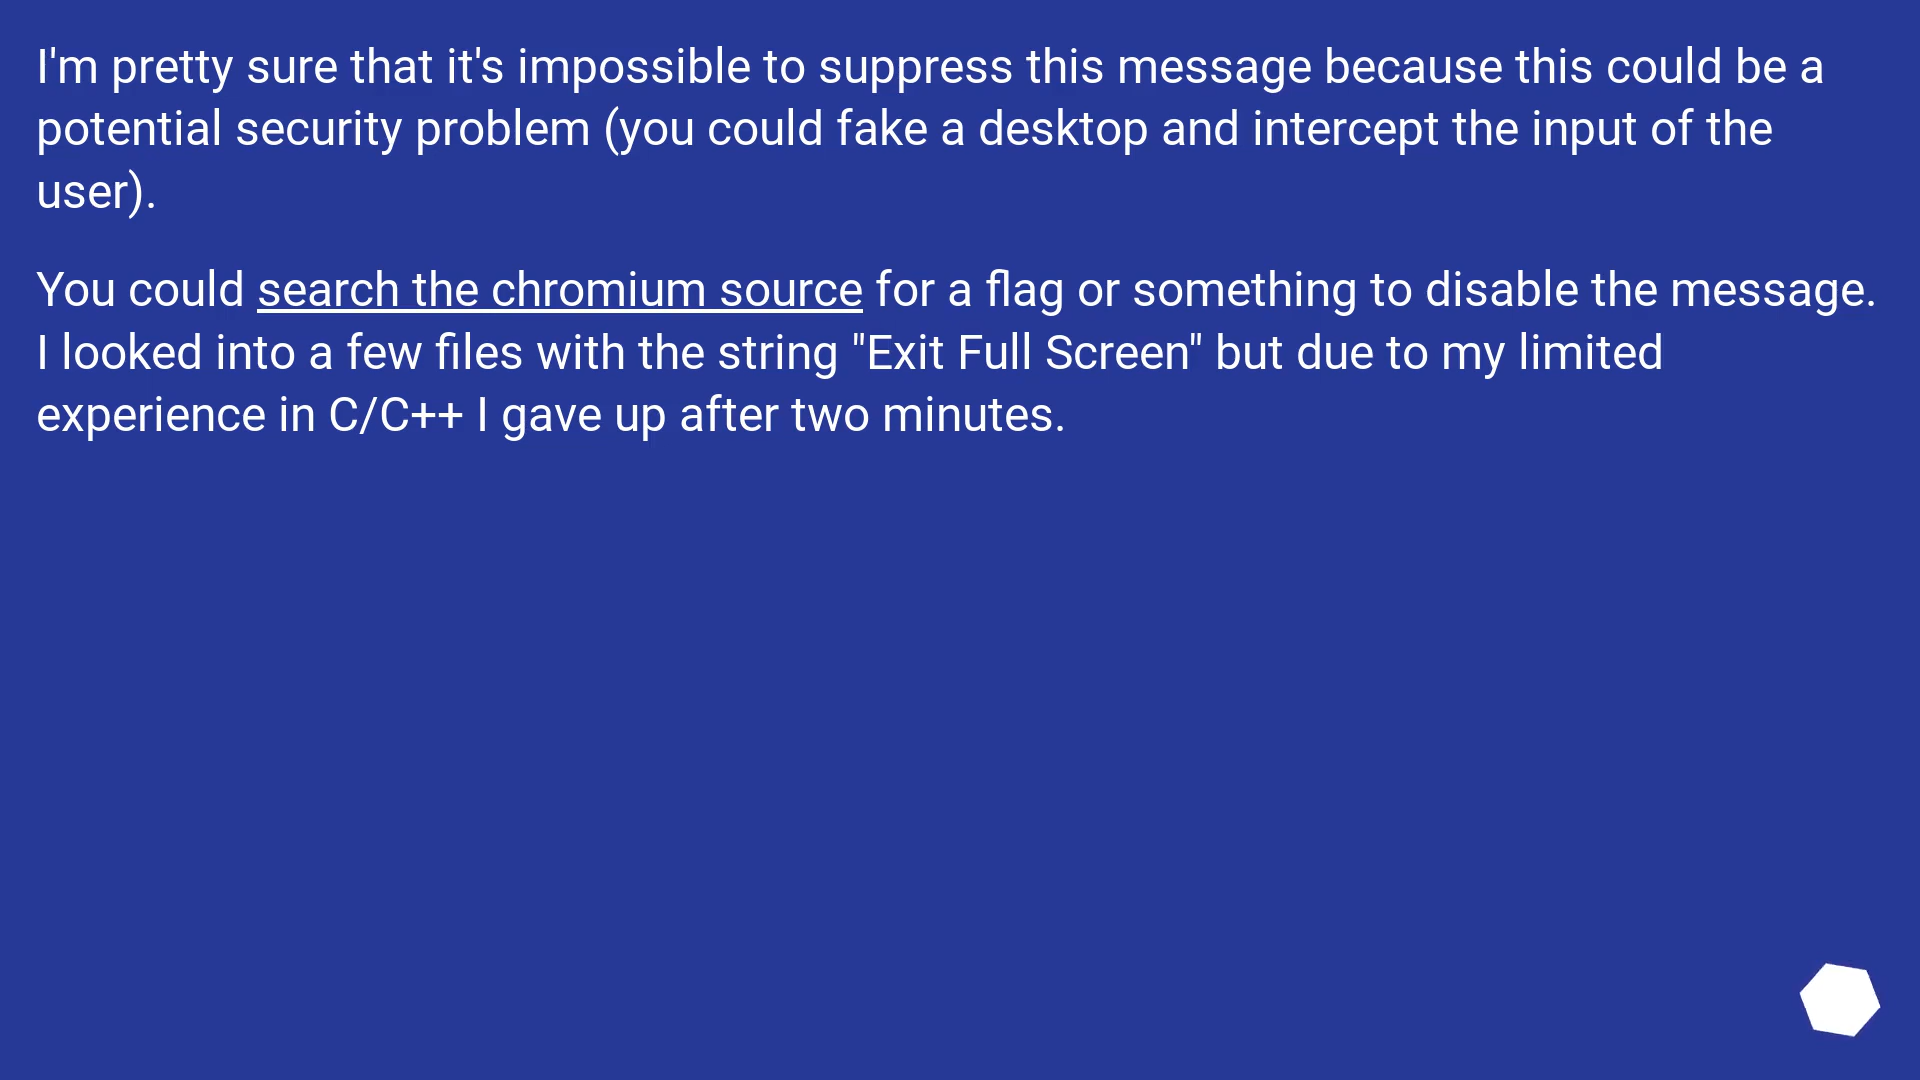 I'm pretty sure that it's impossible to suppress this message because this could be a
potential security problem (you could fake a desktop and intercept the input of the
user).
You could search the chromium source for a flag or something to disable the message.
I looked into a few files with the string "Exit Full Screen" but due to my limited
experience in C/C++ I gave up after two minutes.